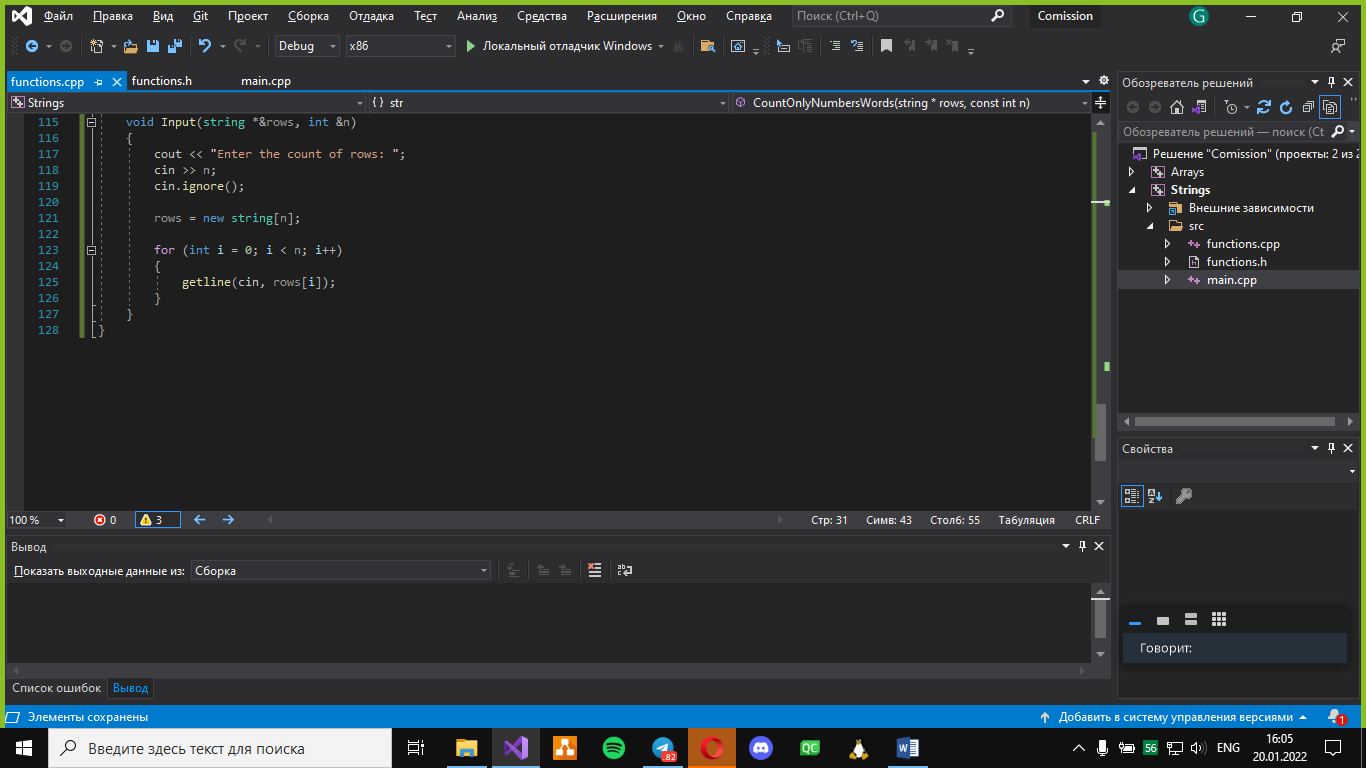 Файл Правка Вид Git Проект Сборка Отладка Тест Анализ Средства Расширения Окно Справка Поиск (Ctrl+Q) Comission G
Debug x86 Локальный отладчик Windows
functions.cpp functions.h main.cpp
Strings { } str CountOnlyNumbersWords(string * rows, const int n)
115 void Input(string *&rows, int &n)
116 {
117 cout << "Enter the count of rows: ";
118 cin >> n;
119 cin.ignore();
120
121 rows = new string[n];
122
123 for (int i = 0; i < n; i++)
124 {
125 getline(cin, rows[i]);
126 }
127 }
128 }
100 % 0 3 Стр: 31 Симв: 43 Столб: 55 Табуляция CRLF
Вывод
Показать выходные данные из: Сборка
Список ошибок Вывод
Обозреватель решений
Обозреватель решений — поиск (Ct
Решение "Comission" (проекты: 2 из 2
Arrays
Strings
Внешние зависимости
src
functions.cpp
functions.h
main.cpp
Свойства
Говорит:
Элементы сохранены Добавить в систему управления версиями 1
Введите здесь текст для поиска 82 QC W 56 ENG 16:05
20.01.2022